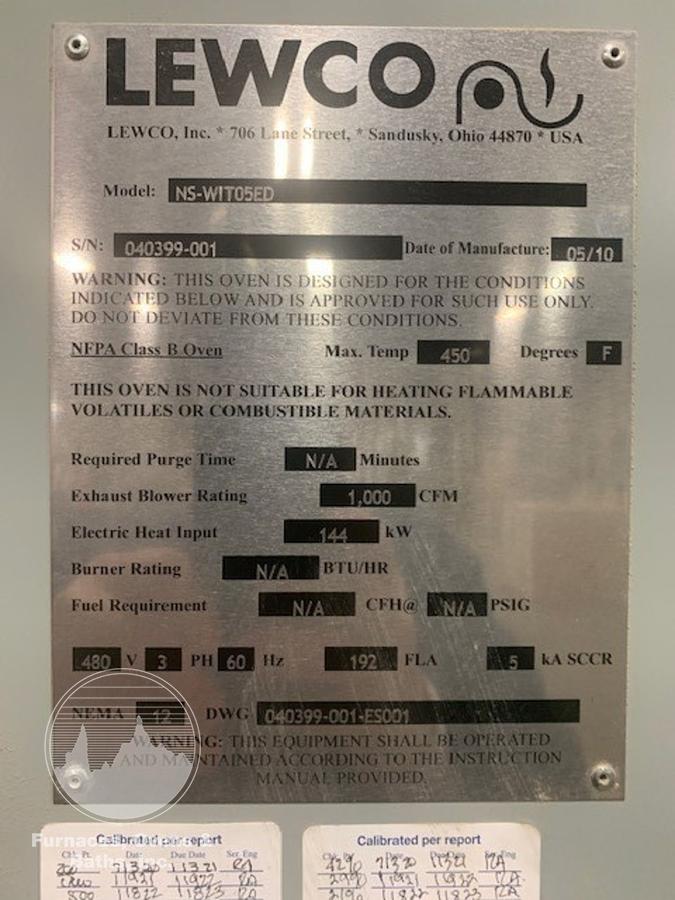 LEWCO
LEWCO, Inc. * 706 Lane Street, * Sandusky, Ohio 44870 * USA
Model: NS-WIT05ED
S/N: 040399-001 Date of Manufacture: 05/10
WARNING: THIS OVEN IS DESIGNED FOR THE CONDITIONS
INDICATED BELOW AND IS APPROVED FOR SUCH USE ONLY.
DO NOT DEVIATE FROM THESE CONDITIONS.
NFPA Class B Oven Max. Temp 450 Degrees F
THIS OVEN IS NOT SUITABLE FOR HEATING FLAMMABLE
VOLATILES OR COMBUSTIBLE MATERIALS.
Required Purge Time N/A Minutes
Exhaust Blower Rating 1,000 CFM
Electric Heat Input 144 kW
Burner Rating N/A BTU/HR
Fuel Requirement N/A CFH@ N/A PSIG
480 V 3 PH 60 Hz 192 FLA 5 kA SCCR
NEMA 12 DWG 040399-001-ES001
WARNING: THIS EQUIPMENT SHALL BE OPERATED
AND MAINTAINED ACCORDING TO THE INSTRUCTION
MANUAL PROVIDED.
Calibrated per report Calibrated per report
Due Date Ser. Eng